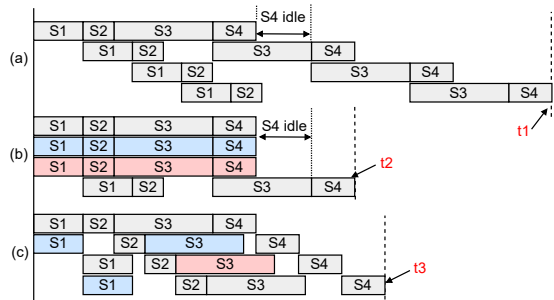 S1 S2 S3 S4 S4 idle
(a) S1 S2 S3 S4
S1 S2 S3 S4
S1 S2 S3 S4
t1
S1 S2 S3 S4
(b) S1 S2 S3 S4 S4 idle
S1 S2 S3 S4
t2
S1 S2 S3 S4
S1 S2 S3 S4
S1 S2 S3 S4
(c) S1 S2 S3 S4
t3
S1 S2 S3 S4